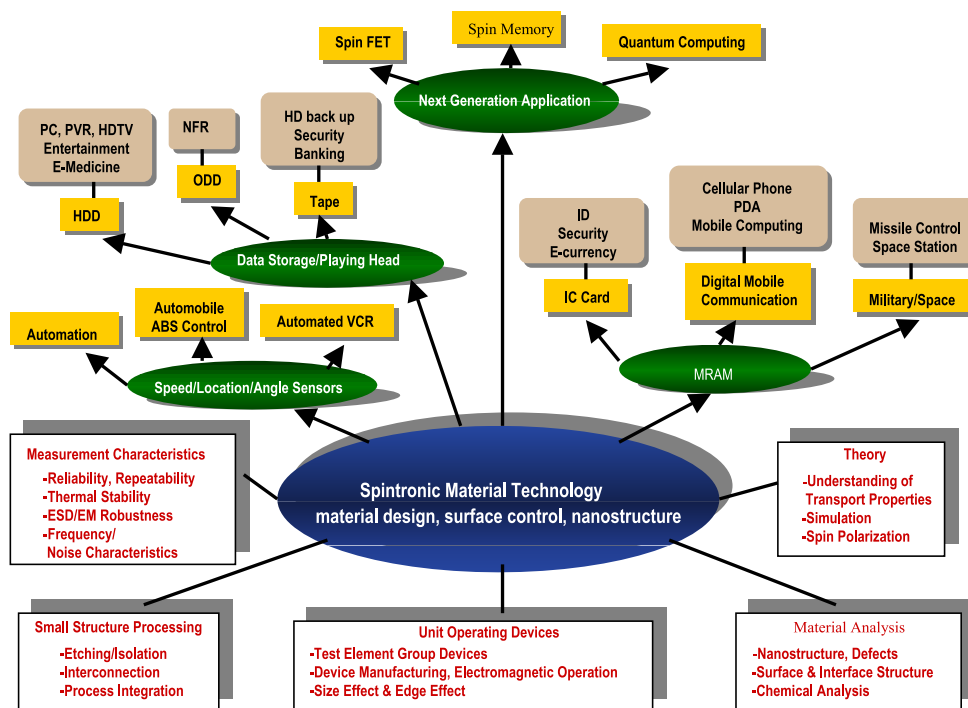 Spin FET
Spin Memory
Quantum Computing
Next Generation Application
PC, PVR, HDTV
Entertainment
E-Medicine
HDD
NFR
ODD
HD back up
Security
Banking
Tape
Data Storage/Playing Head
ID
Security
E-currency
IC Card
Cellular Phone
PDA
Mobile Computing
Digital Mobile
Communication
Missile Control
Space Station
Military/Space
MRAM
Automation
Automobile
ABS Control
Automated VCR
Speed/Location/Angle Sensors
Spintronic Material Technology
material design, surface control, nanostructure
Measurement Characteristics
-Reliability, Repeatability
-Thermal Stability
-ESD/EM Robustness
-Frequency/
Noise Characteristics
Theory
-Understanding of
Transport Properties
-Simulation
-Spin Polarization
Small Structure Processing
-Etching/Isolation
-Interconnection
-Process Integration
Unit Operating Devices
-Test Element Group Devices
-Device Manufacturing, Electromagnetic Operation
-Size Effect & Edge Effect
Material Analysis
-Nanostructure, Defects
-Surface & Interface Structure
-Chemical Analysis